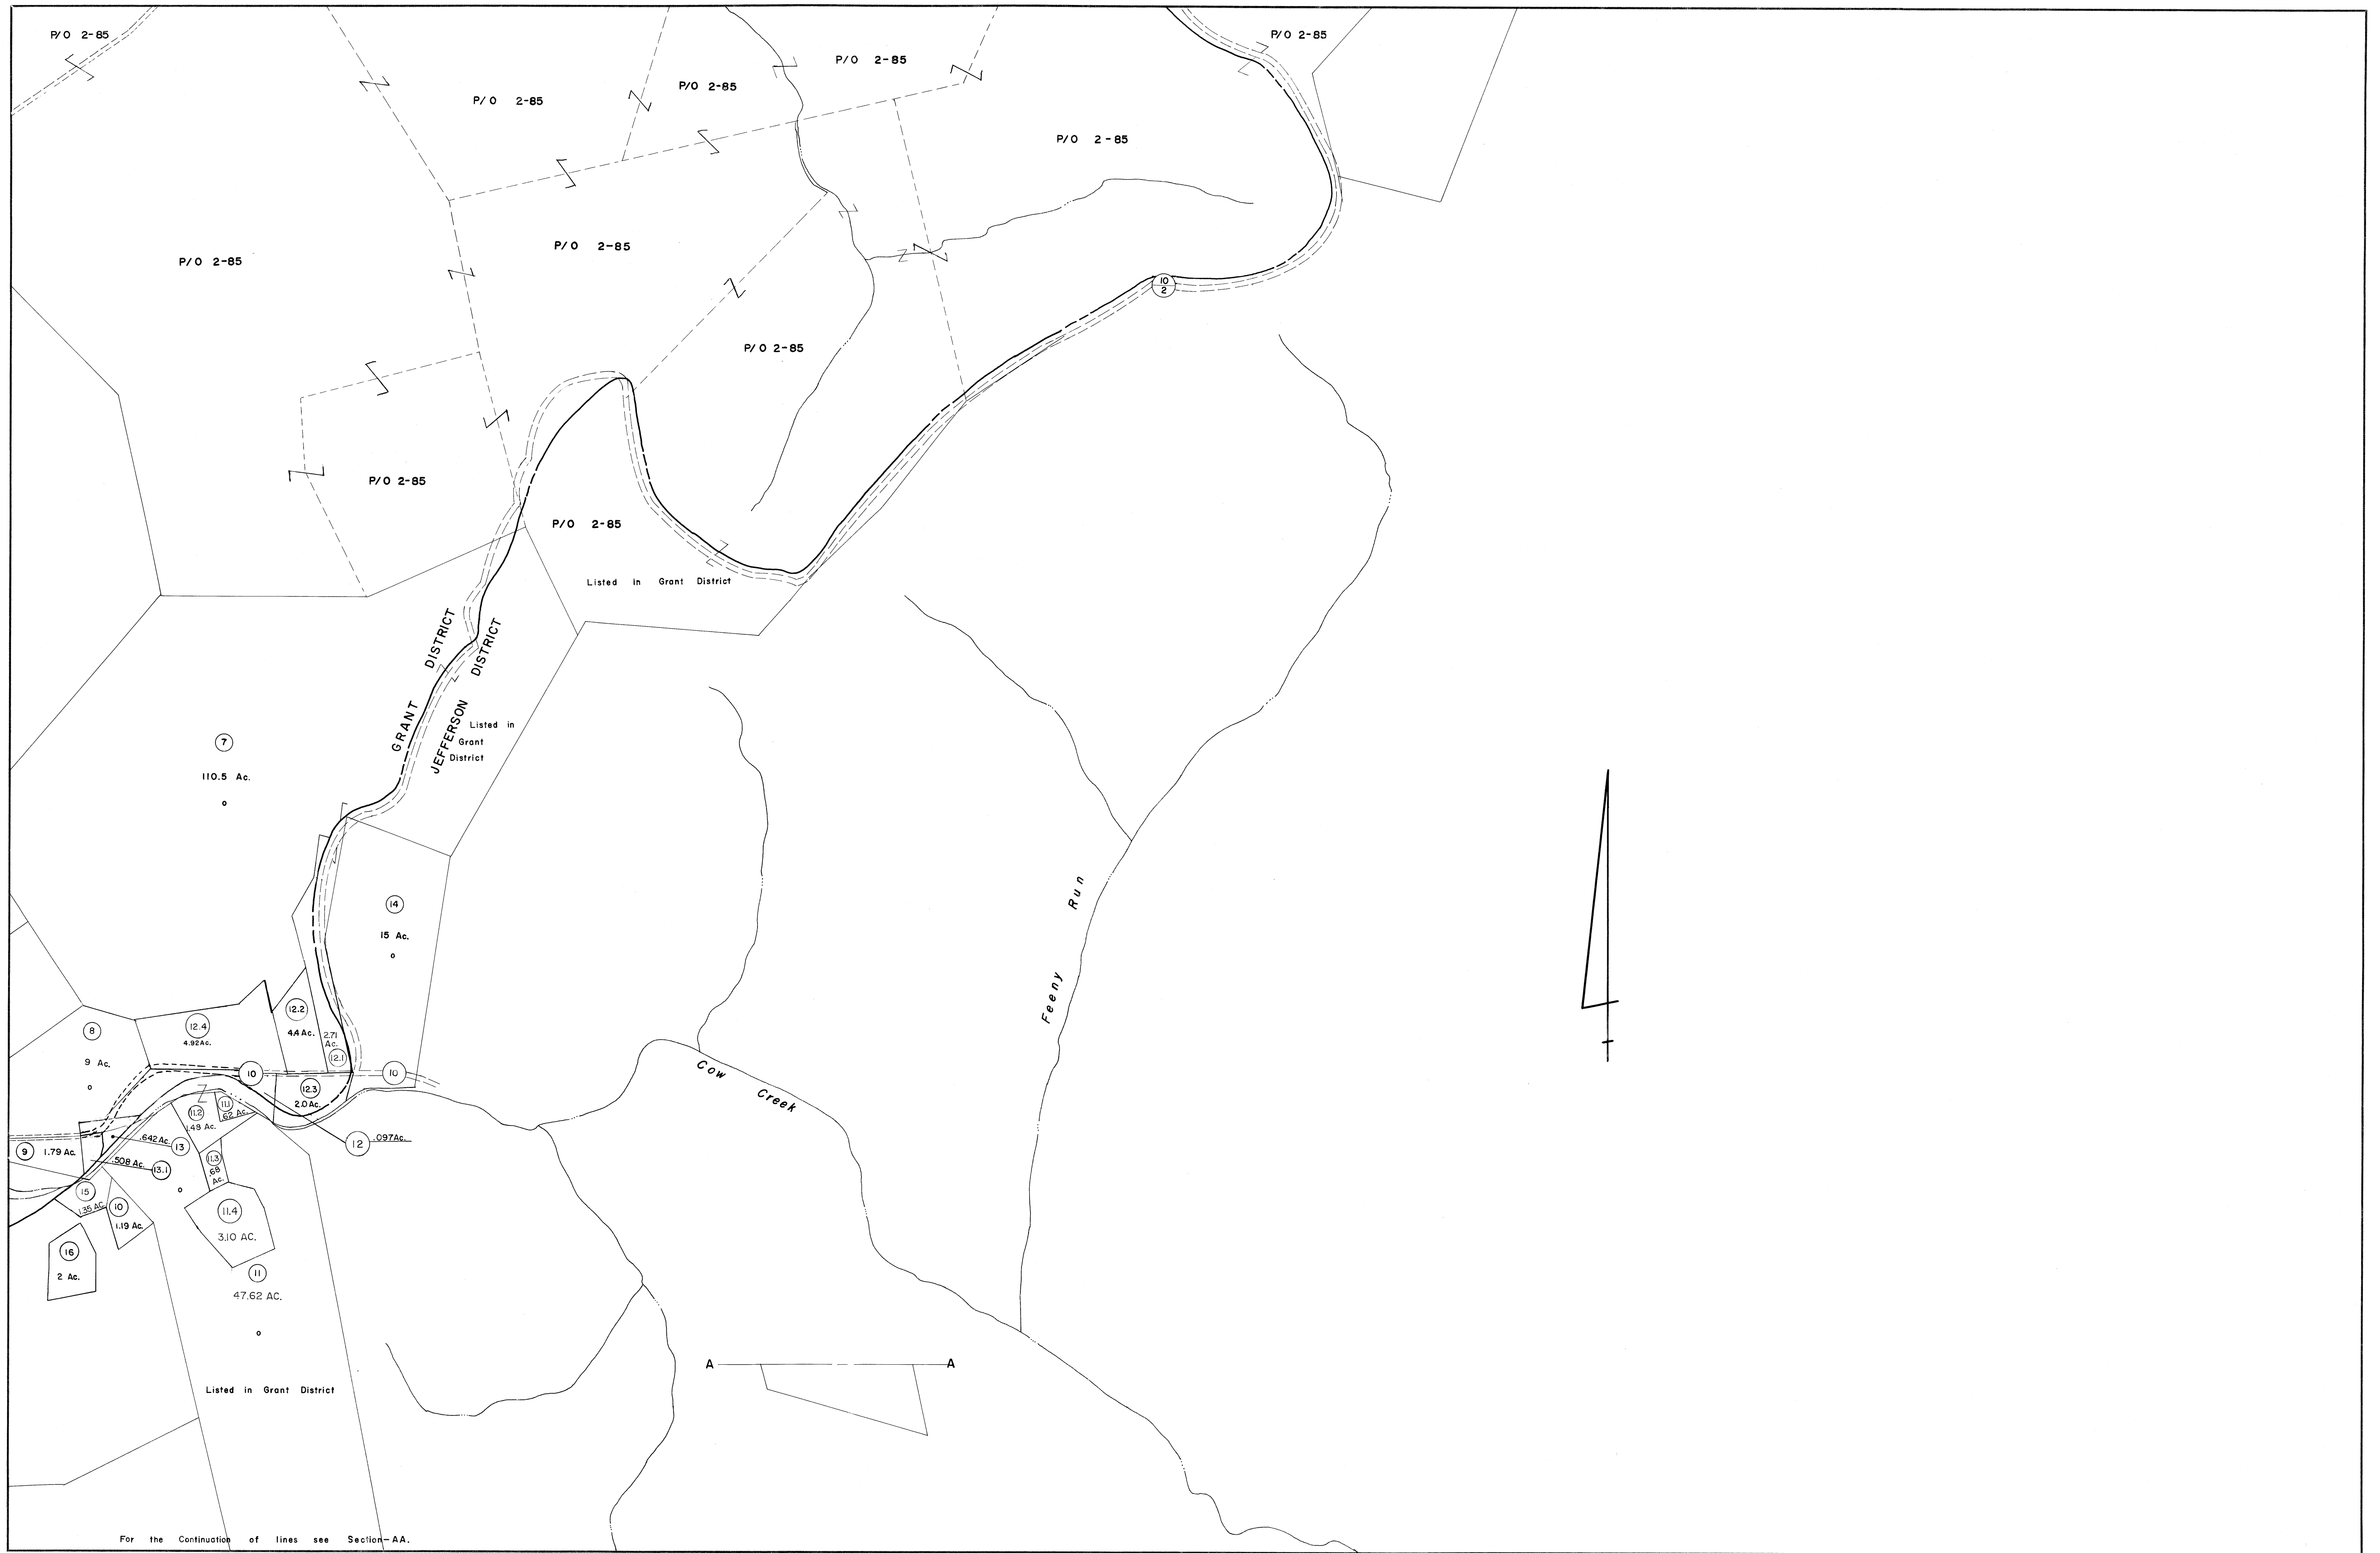 P/O 2-85
P/O 2-85
P/O 2-85
P/O 2-85
P/O 2-85
P/O 2-85
P/O 2-85
P/O 2-85
10
2
P/O 2-85
P/O 2-85
P/O 2-85
Listed in Grant District
GRANT DISTRICT
JEFFERSON DISTRICT
Listed in
Grant
District
7
110.5 Ac.
14
15 Ac.
Feeny Run
12.2
4.4 Ac.
2.71
Ac.
12.1
12.4
4.92 Ac.
8
9 Ac.
10
10
12.3
2.0 Ac.
Cow Creek
11.1
.62 Ac.
11.2
1.48 Ac.
12
.097 Ac.
.642 Ac.
13
9
1.79 Ac.
.508 Ac.
13.1
11.3
.68
Ac.
15
1.35 AC.
10
1.19 Ac.
11.4
3.10 AC.
16
2 Ac.
11
47.62 AC.
A A
Listed in Grant District
For the Continuation of lines see Section-AA.